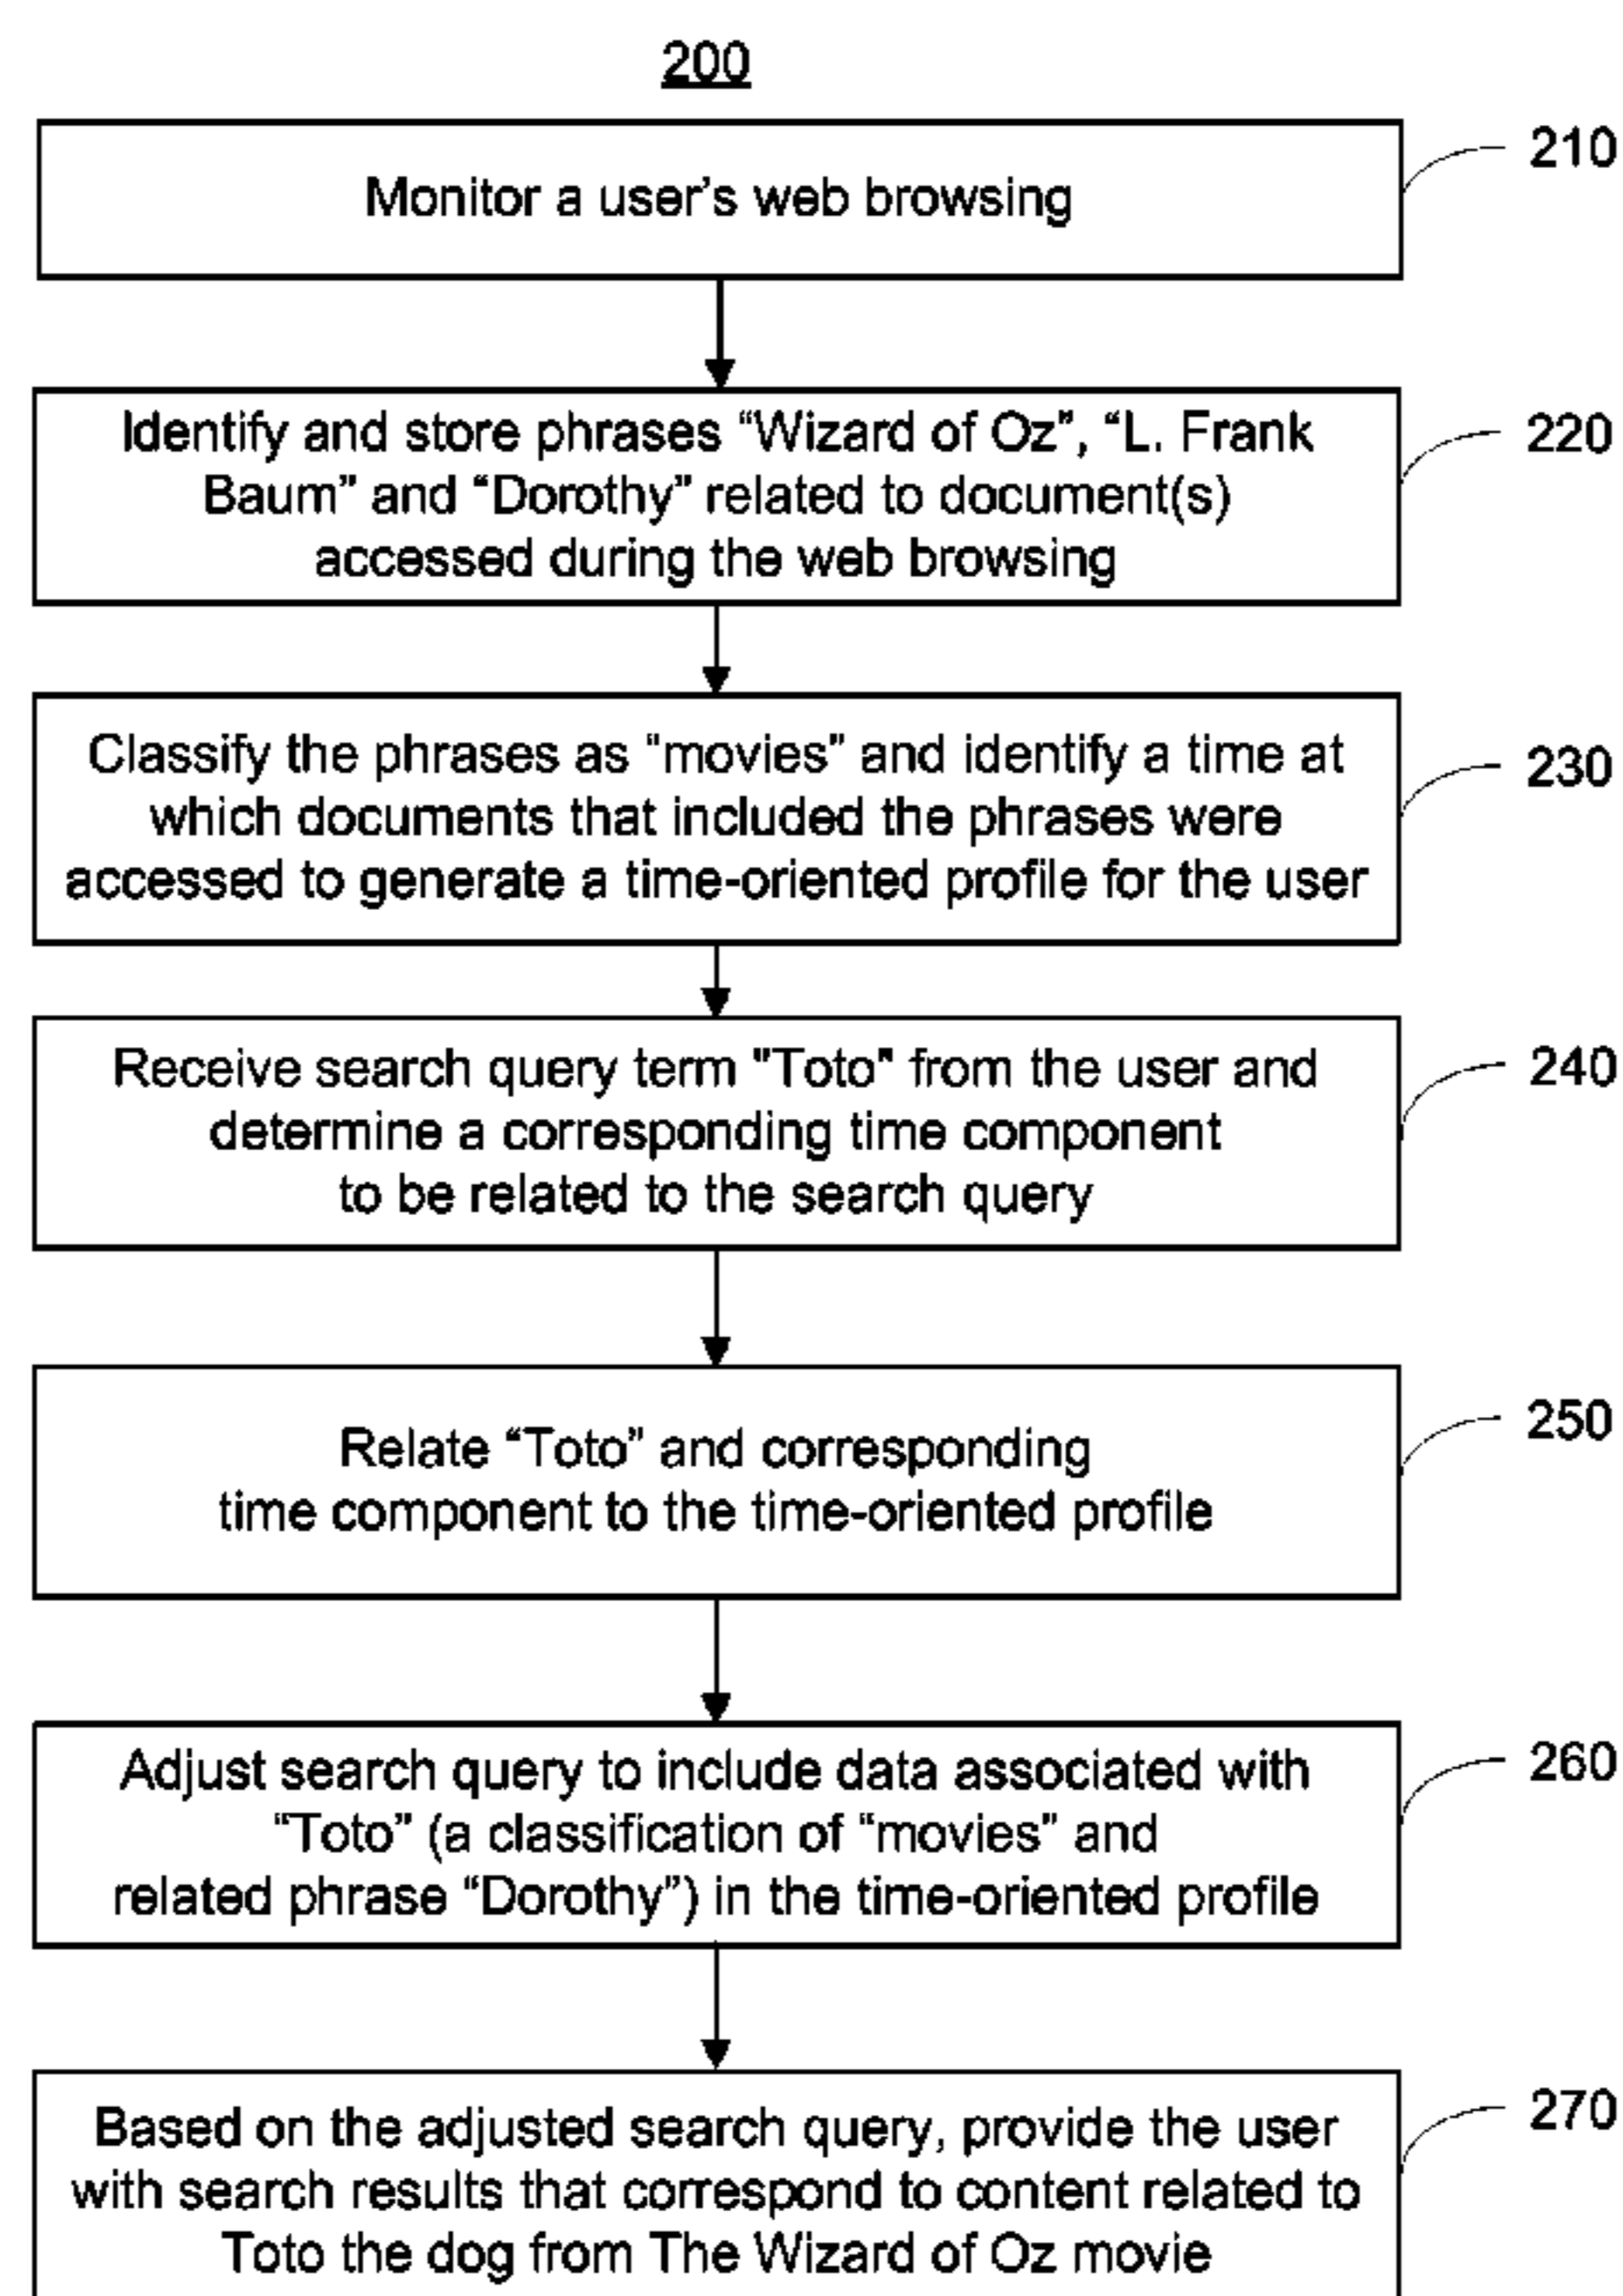 200
Monitor a user’s web browsing
210
Identify and store phrases “Wizard of Oz”, “L. Frank
Baum” and “Dorothy” related to document(s)
accessed during the web browsing
220
Classify the phrases as “movies” and identify a time at
which documents that included the phrases were
accessed to generate a time-oriented profile for the user
230
Receive search query term "Toto" from the user and
determine a corresponding time component
to be related to the search query
240
Relate “Toto” and corresponding
time component to the time-oriented profile
250
Adjust search query to include data associated with
“Toto” (a classification of “movies” and
related phrase “Dorothy”) in the time-oriented profile
260
Based on the adjusted search query, provide the user
with search results that correspond to content related to
Toto the dog from The Wizard of Oz movie
270